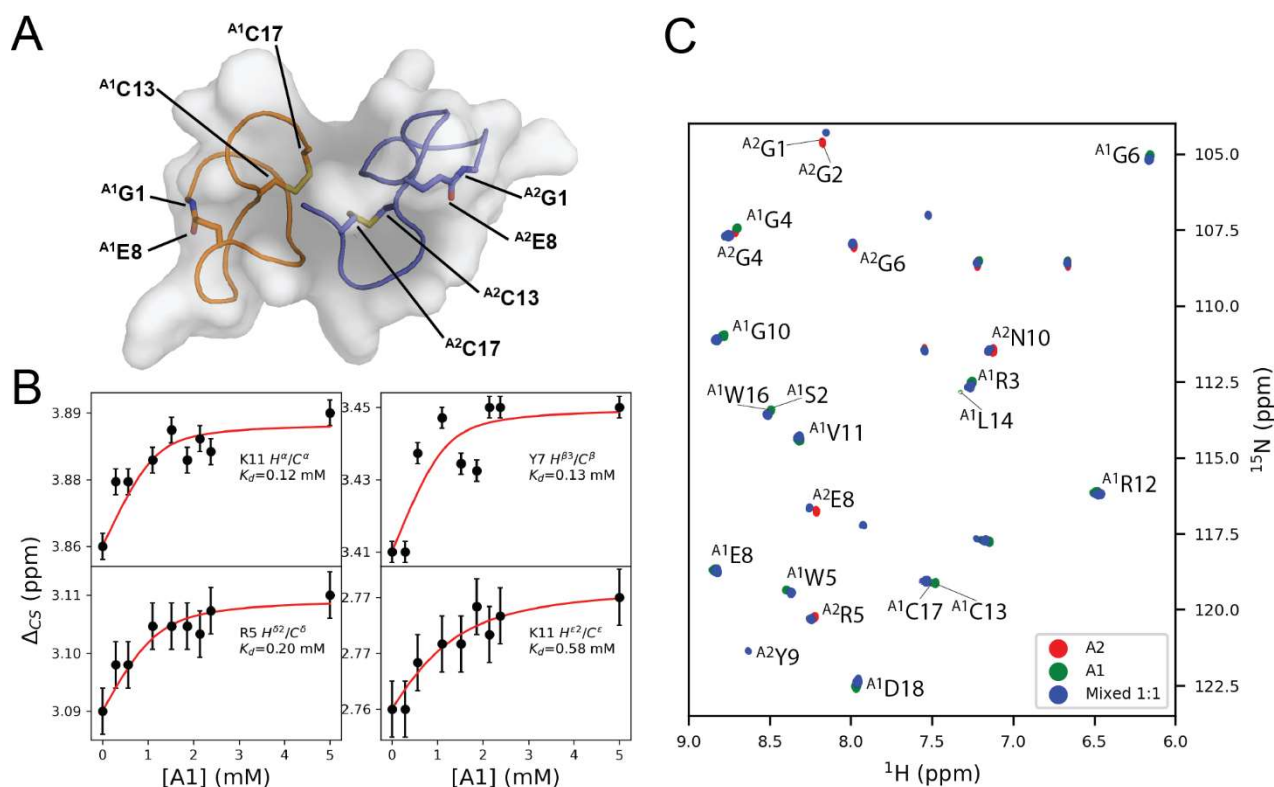 A
A1C17
A1C13
A1G1
A1E8
A2G1
A2E8
A2C13
A2C17
B
ΔCS (ppm)
3.89
3.88
3.86
K11 Hα/Cα
Kd=0.12 mM
3.45
3.43
3.41
Y7 Hβ3/Cβ
Kd=0.13 mM
3.11
3.10
3.09
R5 Hδ2/Cδ
Kd=0.20 mM
2.77
2.77
2.76
K11 Hε2/Cε
Kd=0.58 mM
0 1 2 3 4 5
0 1 2 3 4 5
[A1] (mM)
[A1] (mM)
C
A2G1
A2G2
A1G6
A1G4
A2G4
A2G6
A1G10
A2N10
A1R3
A1W16
A1S2
A1L14
A1V11
A1R12
A2E8
A1E8
A1W5
A1C17
A1C13
A2R5
A2Y9
A1D18
A2
A1
Mixed 1:1
105.0
107.5
110.0
112.5
115.0
117.5
120.0
122.5
15N (ppm)
9.0 8.5 8.0 7.5 7.0 6.5 6.0
1H (ppm)